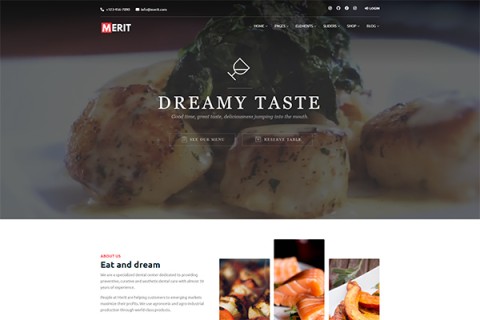 +123-456-7890 info@merit.com LOGIN
MERIT HOME PAGES ELEMENTS SLIDERS SHOP BLOG
DREAMY TASTE
Good time, great taste, deliciousness jumping into the mouth.
SEE OUR MENU RESERVE TABLE
ABOUT US
Eat and dream
We are a specialized dental center dedicated to providing
preventive, curative and aesthetic dental care with almost 30
years of experience.
People at Merit are helping customers to emerging markets
maximize their profits. We use agronomic and agro-industrial
production through world class products.